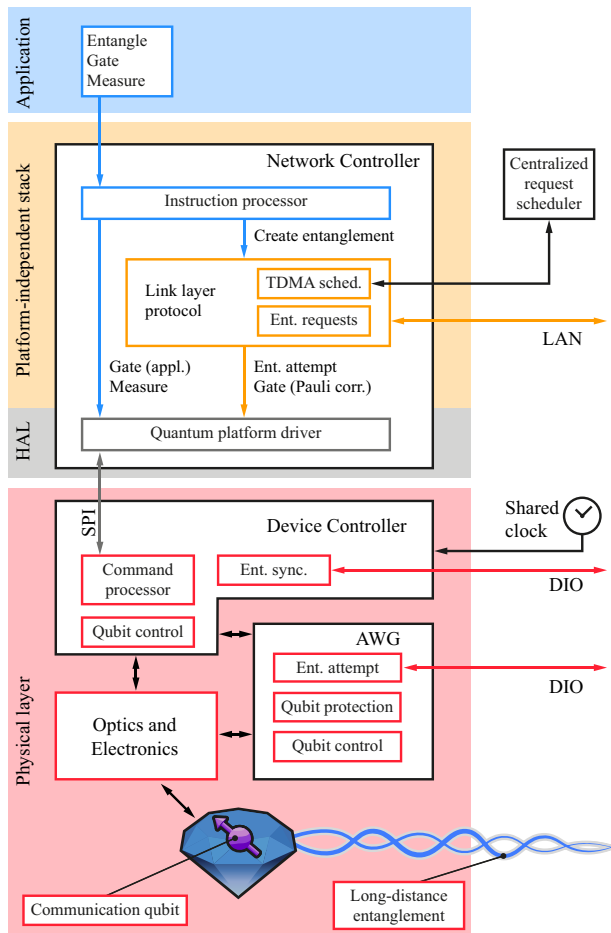 Application
Entangle
Gate
Measure
Platform-independent stack
Network Controller
Centralized
request
scheduler
Instruction processor
Create entanglement
Link layer
protocol
TDMA sched.
Ent. requests
LAN
Gate (appl.)
Measure
Ent. attempt
Gate (Pauli corr.)
HAL
Quantum platform driver
SPI
Physical layer
Device Controller
Shared
clock
Command
processor
Ent. sync.
DIO
Qubit control
AWG
Ent. attempt
DIO
Qubit protection
Qubit control
Optics and
Electronics
Communication qubit
Long-distance
entanglement